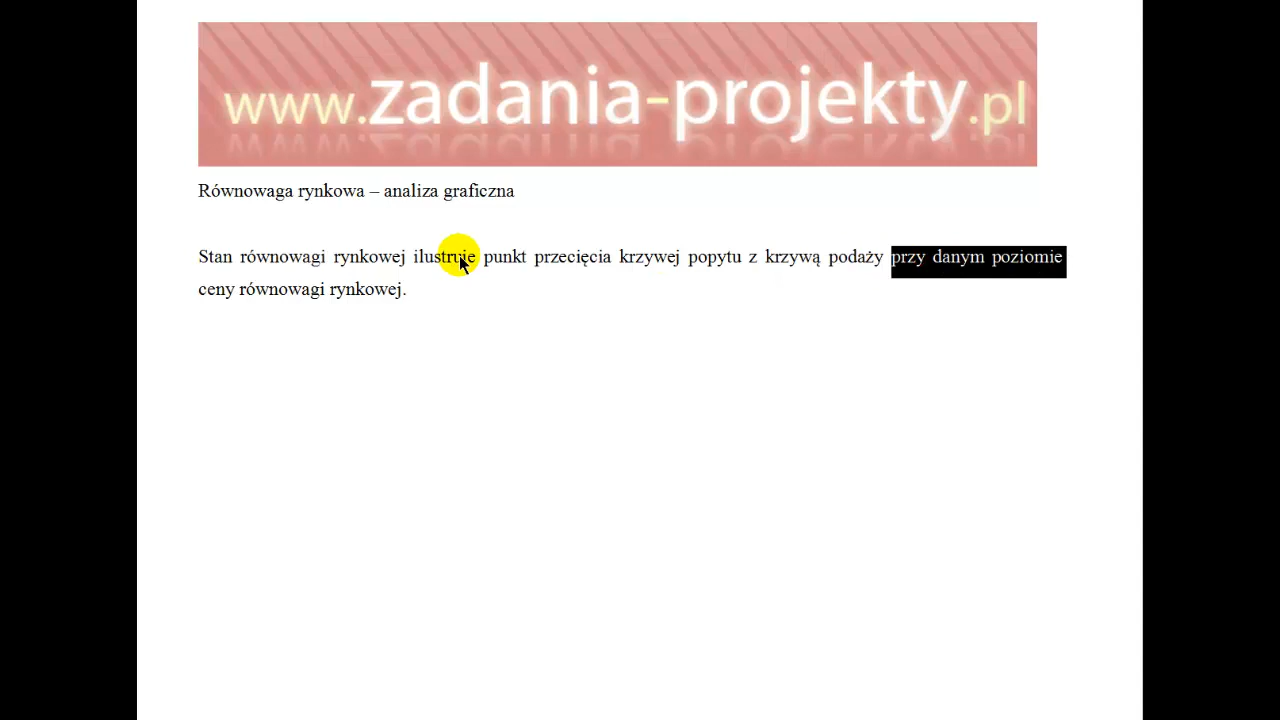 www.zadania-projekty.pl
Równowaga rynkowa – analiza graficzna
Stan równowagi rynkowej ilustruje punkt przecięcia krzywej popytu z krzywą podaży przy danym poziomie
ceny równowagi rynkowej.